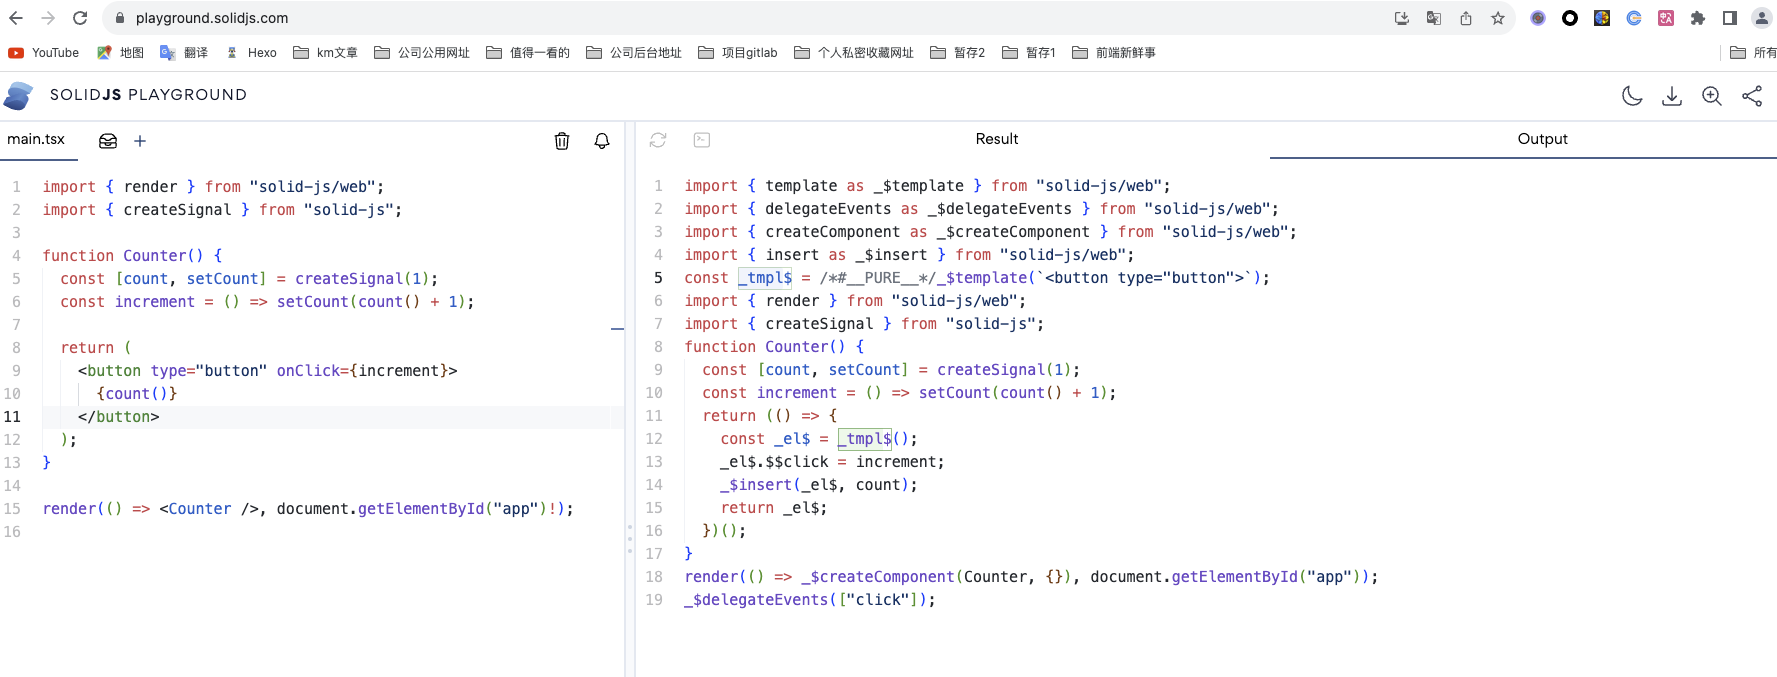 playground.solidjs.com
YouTube 地图 翻译 Hexo km文章 公司公用网址 值得一看的 公司后台地址 项目gitlab 个人私密收藏网址 暂存2 暂存1 前端新鲜事 所有
SOLIDJS PLAYGROUND
main.tsx
1 import { render } from "solid-js/web";
2 import { createSignal } from "solid-js";
3
4 function Counter() {
5 const [count, setCount] = createSignal(1);
6 const increment = () => setCount(count() + 1);
7
8 return (
9 <button type="button" onClick={increment}>
10 {count()}
11 </button>
12 );
13 }
14
15 render(() => <Counter />, document.getElementById("app")!);
16
Result Output
1 import { template as _$template } from "solid-js/web";
2 import { delegateEvents as _$delegateEvents } from "solid-js/web";
3 import { createComponent as _$createComponent } from "solid-js/web";
4 import { insert as _$insert } from "solid-js/web";
5 const _tmpl$ = /*#__PURE__*/_$template(`<button type="button">`);
6 import { render } from "solid-js/web";
7 import { createSignal } from "solid-js";
8 function Counter() {
9 const [count, setCount] = createSignal(1);
10 const increment = () => setCount(count() + 1);
11 return (() => {
12 const _el$ = _tmpl$();
13 _el$.$$click = increment;
14 _$insert(_el$, count);
15 return _el$;
16 })();
17 }
18 render(() => _$createComponent(Counter, {}), document.getElementById("app"));
19 _$delegateEvents(["click"]);